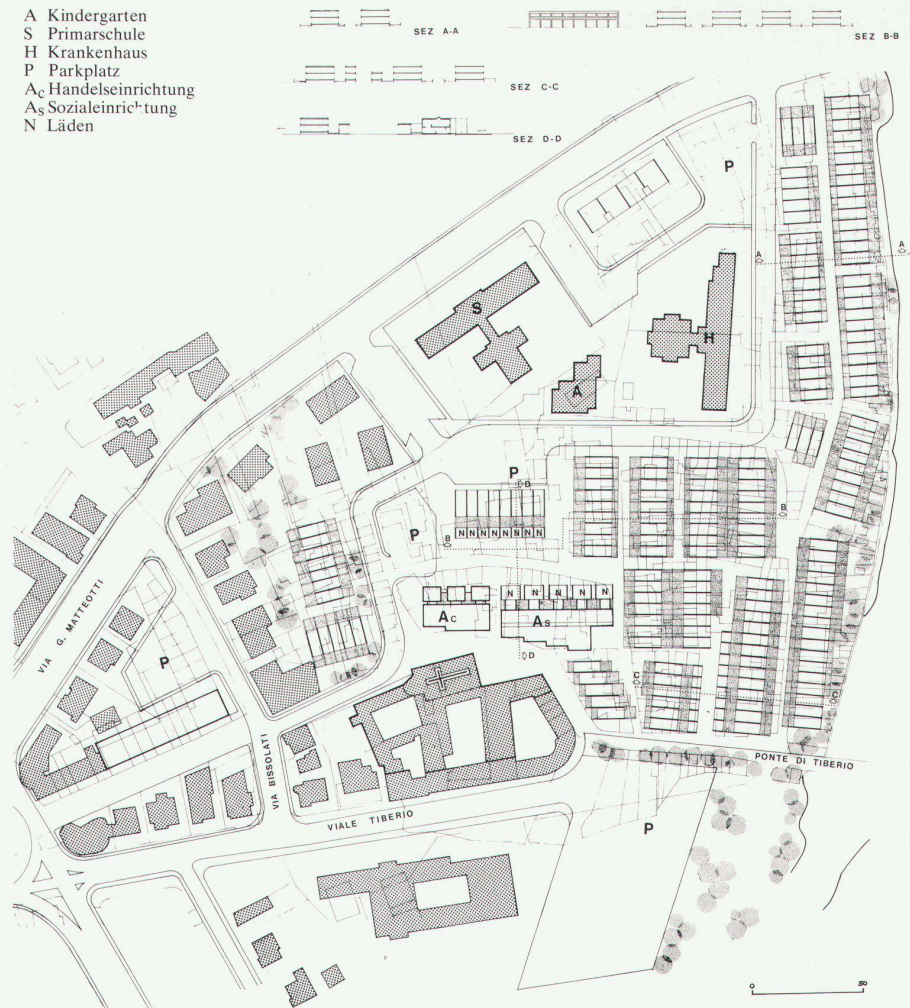 A Kindergarten
S Primarschule
H Krankenhaus
P Parkplatz
Ac Handelseinrichtung
As Sozialeinrichtung
N Läden
SEZ A-A
SEZ B-B
SEZ C-C
SEZ D-D
P
A
A
S
H
A
P
D
P
B
N N N N N N N N
B
N N N N N
Ac
As
D
C
C
P
VIA G. MATTEOTTI
VIA BISSOLATI
VIALE TIBERIO
PONTE DI TIBERIO
P
0 50